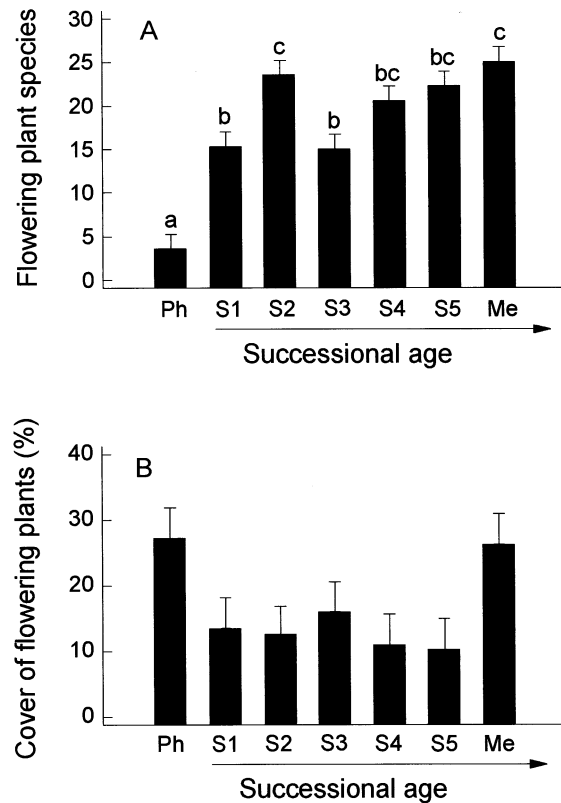 A
Flowering plant species
30
25
20
15
10
5
0
a
b
c
b
bc
bc
c
Ph S1 S2 S3 S4 S5 Me
Successional age
B
Cover of flowering plants (%)
40
30
20
10
0
Ph S1 S2 S3 S4 S5 Me
Successional age